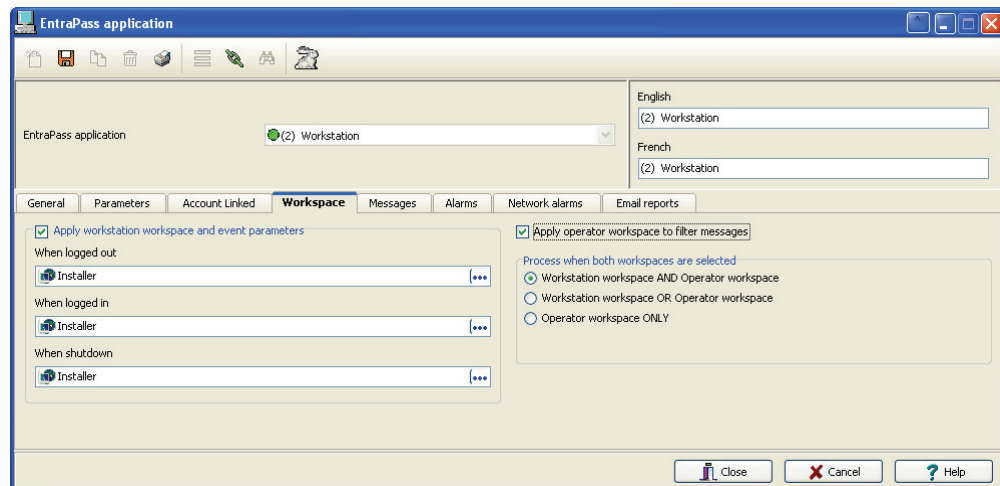 EntraPass application
English
(2) Workstation
EntraPass application
(2) Workstation
French
(2) Workstation
General Parameters Account Linked Workspace Messages Alarms Network alarms Email reports
Apply workstation workspace and event parameters
When logged out
Installer
When logged in
Installer
When shutdown
Installer
Apply operator workspace to filter messages
Process when both workspaces are selected
Workstation workspace AND Operator workspace
Workstation workspace OR Operator workspace
Operator workspace ONLY
Close Cancel Help